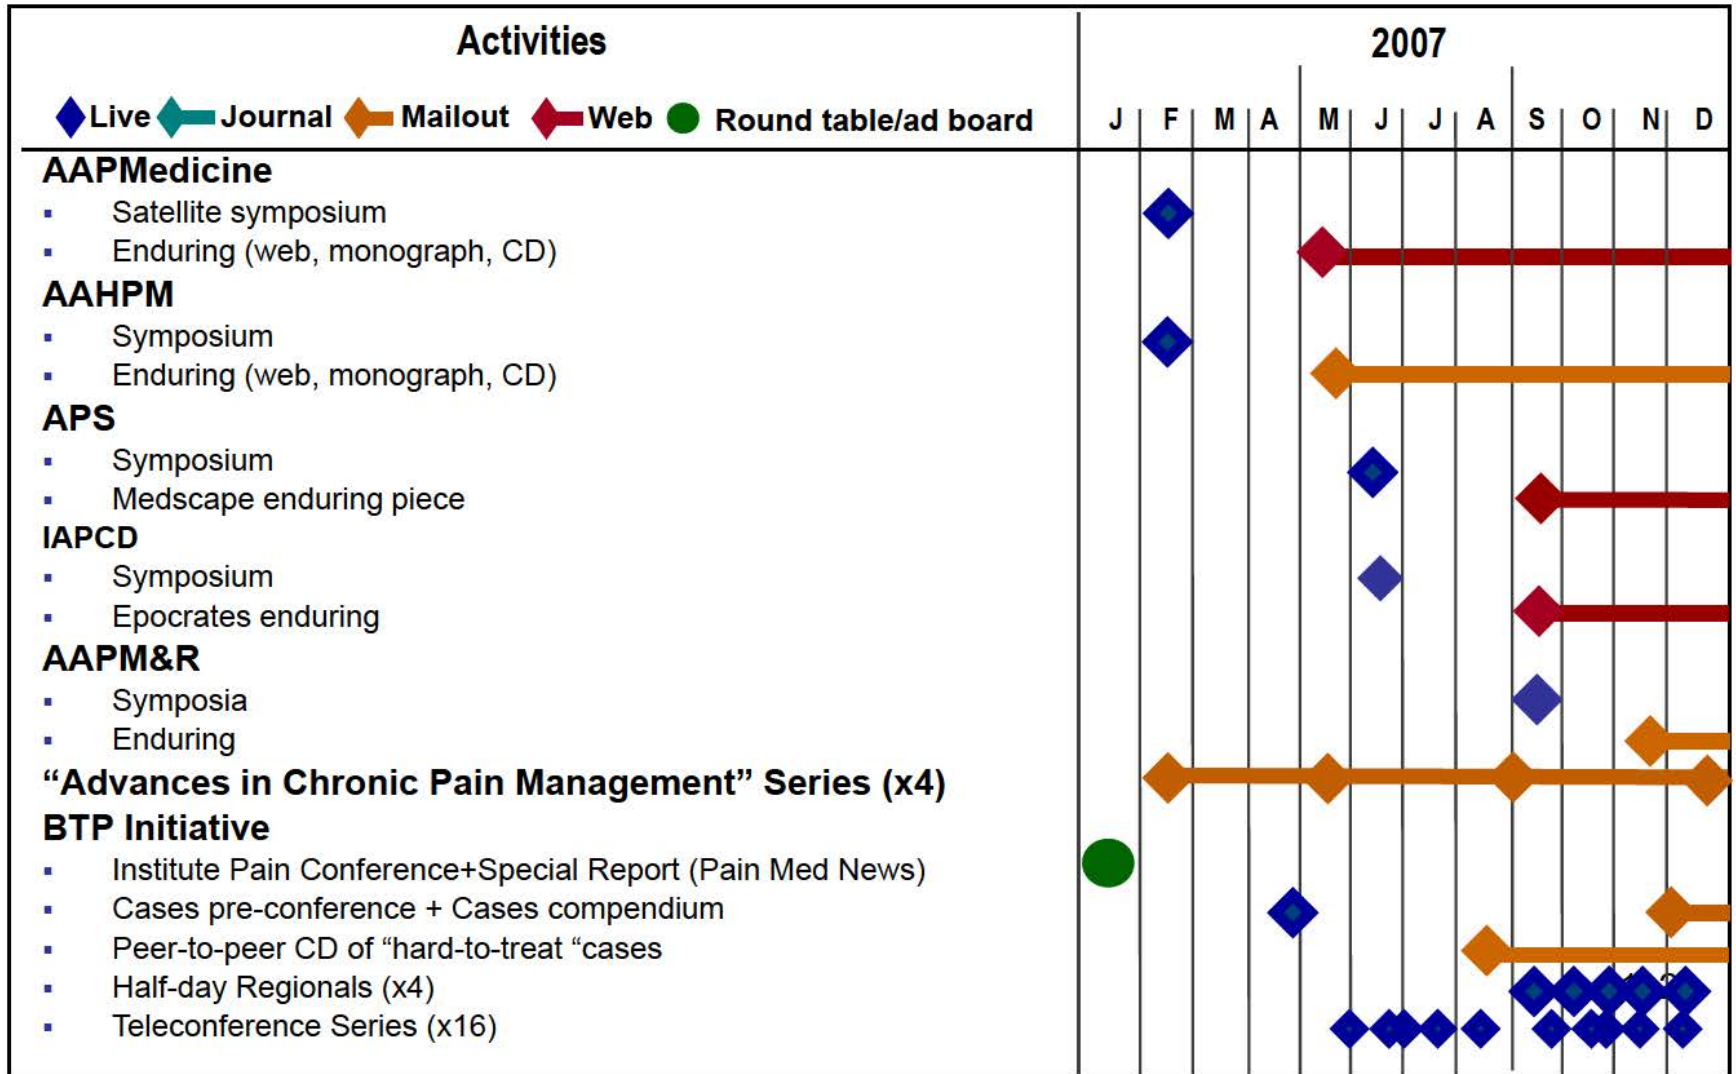 Activities
2007
Live Journal Mailout Web Round table/ad board
J F M A M J J A S O N D
AAPMedicine
▪ Satellite symposium
▪ Enduring (web, monograph, CD)
AAHPM
▪ Symposium
▪ Enduring (web, monograph, CD)
APS
▪ Symposium
▪ Medscape enduring piece
IAPCD
▪ Symposium
▪ Epocrates enduring
AAPM&R
▪ Symposia
▪ Enduring
“Advances in Chronic Pain Management” Series (x4)
BTP Initiative
▪ Institute Pain Conference+Special Report (Pain Med News)
▪ Cases pre-conference + Cases compendium
▪ Peer-to-peer CD of “hard-to-treat “cases
▪ Half-day Regionals (x4)
▪ Teleconference Series (x16)